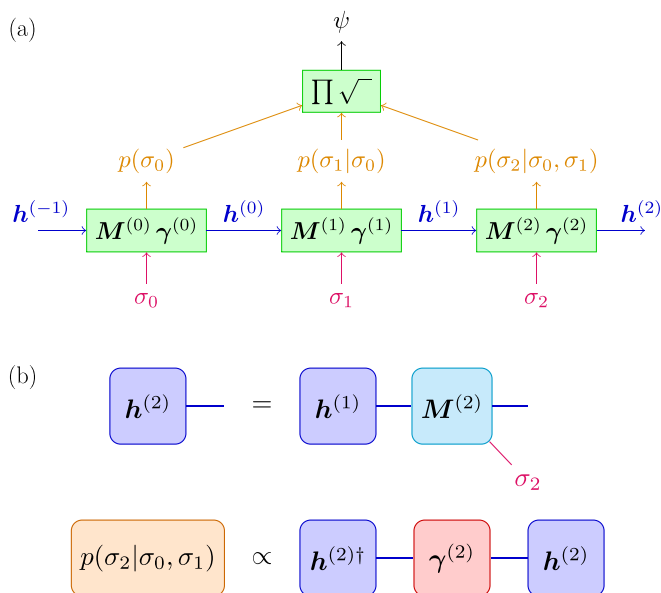 (a)
ψ
∏ √
p(σ₀) p(σ₁|σ₀) p(σ₂|σ₀, σ₁)
h⁽⁻¹⁾ M⁽⁰⁾ γ⁽⁰⁾ h⁽⁰⁾ M⁽¹⁾ γ⁽¹⁾ h⁽¹⁾ M⁽²⁾ γ⁽²⁾ h⁽²⁾
σ₀ σ₁ σ₂
(b)
h⁽²⁾ = h⁽¹⁾ M⁽²⁾
σ₂
p(σ₂|σ₀, σ₁) ∝ h⁽²⁾† γ⁽²⁾ h⁽²⁾